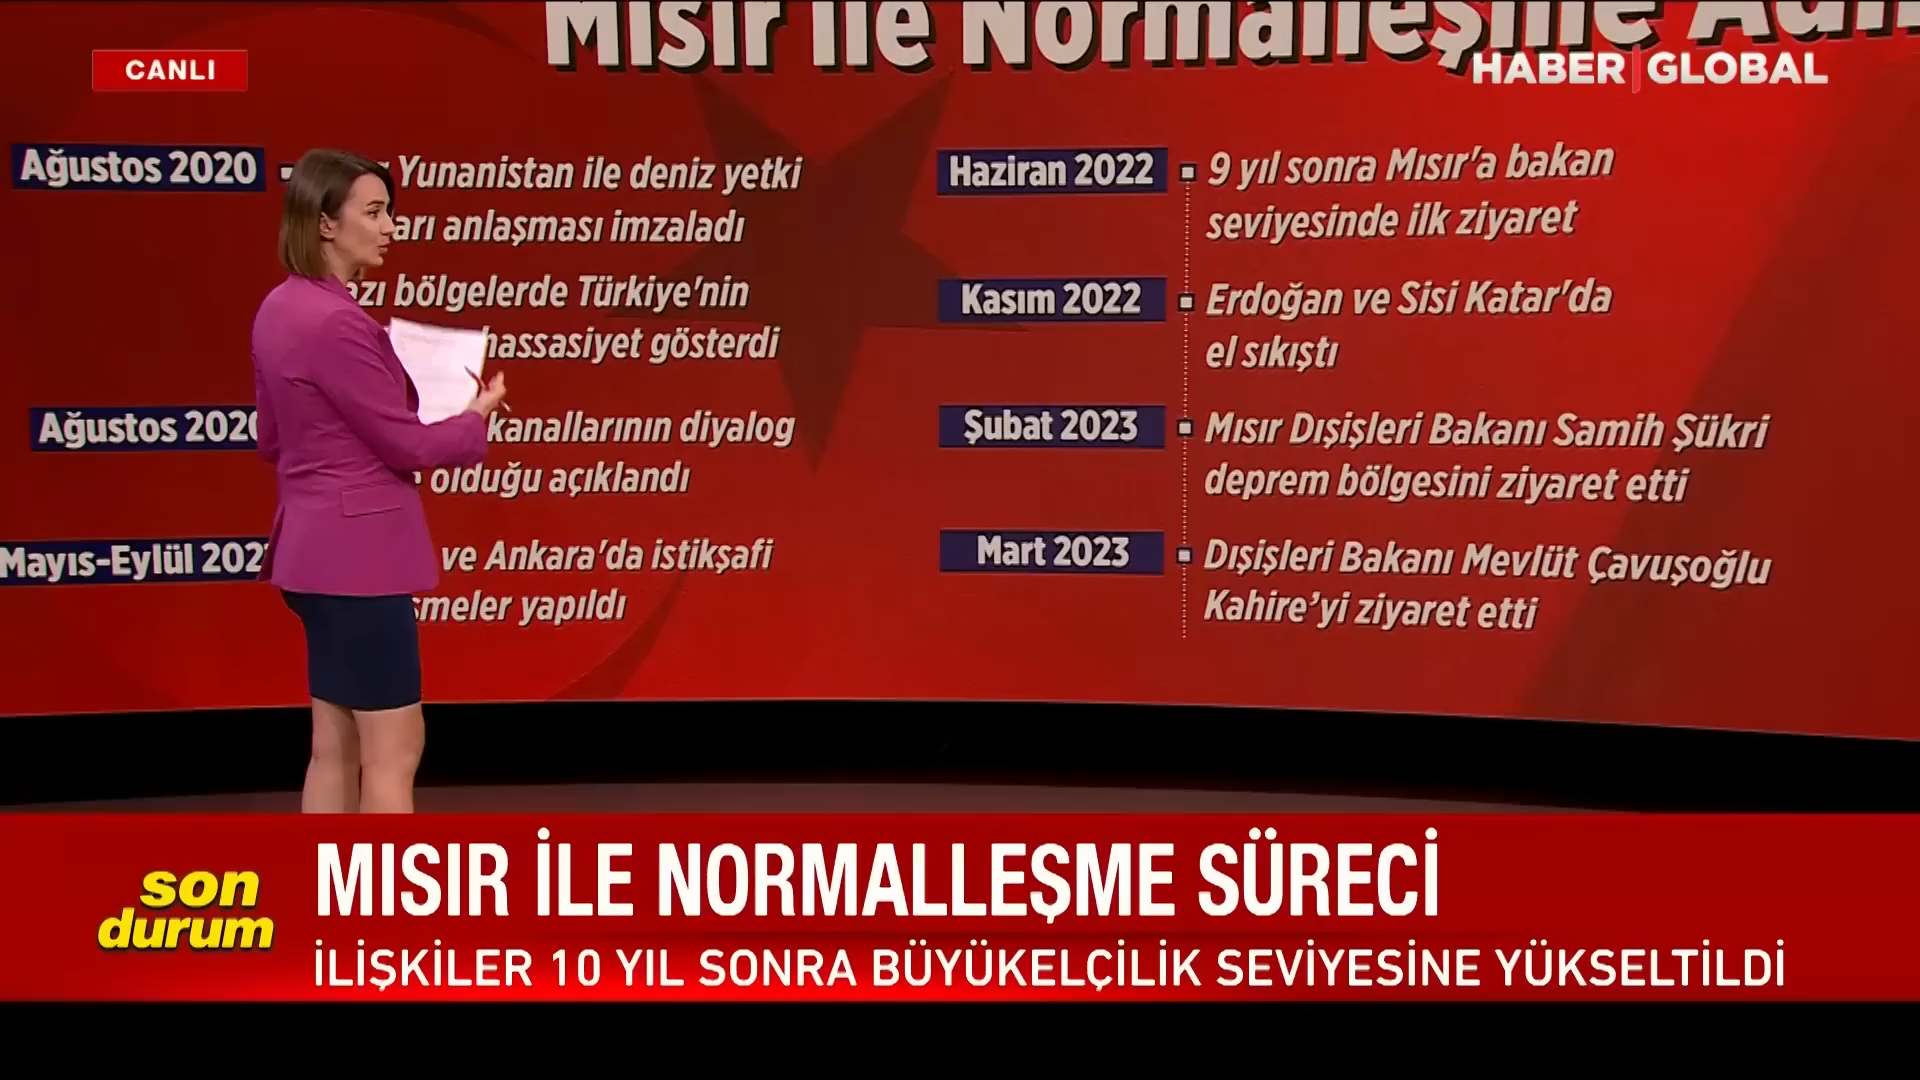 Mısır ile Normalleşme
CANLI
HABER GLOBAL
Ağustos 2020
Yunanistan ile deniz yetki
anlaşması imzaladı
bölgelerde Türkiye'nin
hassasiyet gösterdi
Ağustos 2020
kanallarının diyalog
olduğu açıklandı
Mayıs-Eylül
ve Ankara'da istikşafi
yapıldı
Haziran 2022
9 yıl sonra Mısır'a bakan
seviyesinde ilk ziyaret
Kasım 2022
Erdoğan ve Sisi Katar'da
el sıkıştı
Şubat 2023
Mısır Dışişleri Bakanı Samih Şükri
deprem bölgesini ziyaret etti
Mart 2023
Dışişleri Bakanı Mevlüt Çavuşoğlu
Kahire'yi ziyaret etti
son
durum
MISIR İLE NORMALLEŞME SÜRECİ
İLİŞKİLER 10 YIL SONRA BÜYÜKELÇİLİK SEVİYESİNE YÜKSELTİLDİ